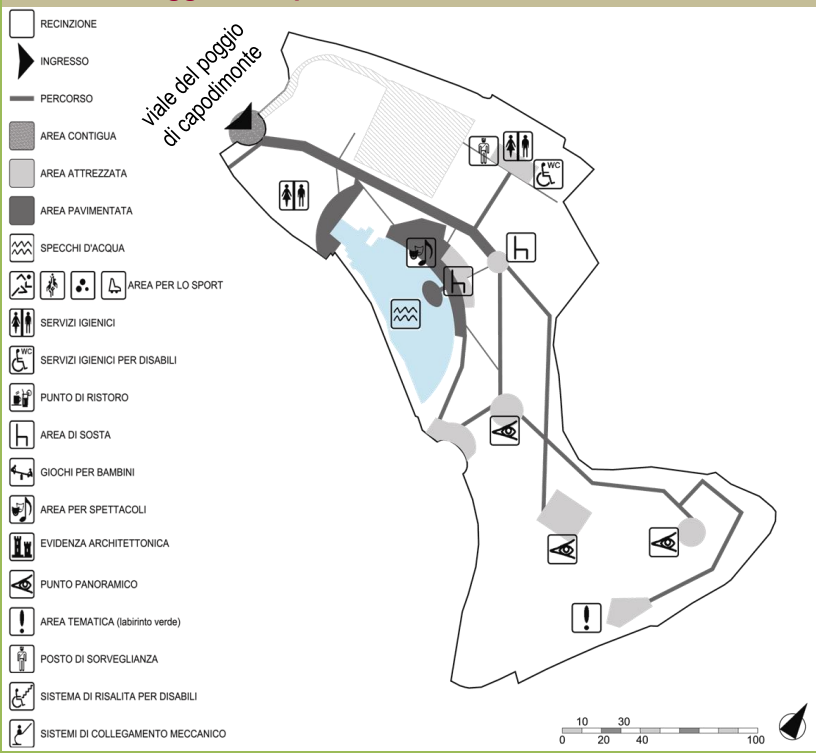 RECINZIONE
INGRESSO
PERCORSO
AREA CONTIGUA
AREA ATTREZZATA
AREA PAVIMENTATA
SPECCHI D'ACQUA
AREA PER LO SPORT
SERVIZI IGIENICI
WC
SERVIZI IGIENICI PER DISABILI
PUNTO DI RISTORO
AREA DI SOSTA
GIOCHI PER BAMBINI
AREA PER SPETTACOLI
EVIDENZA ARCHITETTONICA
PUNTO PANORAMICO
AREA TEMATICA (labirinto verde)
POSTO DI SORVEGLIANZA
SISTEMA DI RISALITA PER DISABILI
SISTEMI DI COLLEGAMENTO MECCANICO
viale del poggio
di capodimonte
WC
10 30
0 20 40 100